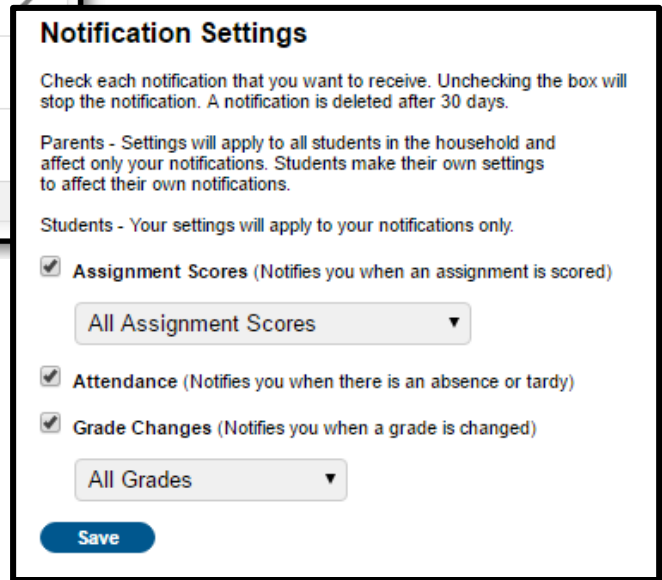 Notification Settings
Check each notification that you want to receive. Unchecking the box will
stop the notification. A notification is deleted after 30 days.
Parents - Settings will apply to all students in the household and
affect only your notifications. Students make their own settings
to affect their own notifications.
Students - Your settings will apply to your notifications only.
Assignment Scores (Notifies you when an assignment is scored)
All Assignment Scores
Attendance (Notifies you when there is an absence or tardy)
Grade Changes (Notifies you when a grade is changed)
All Grades
Save